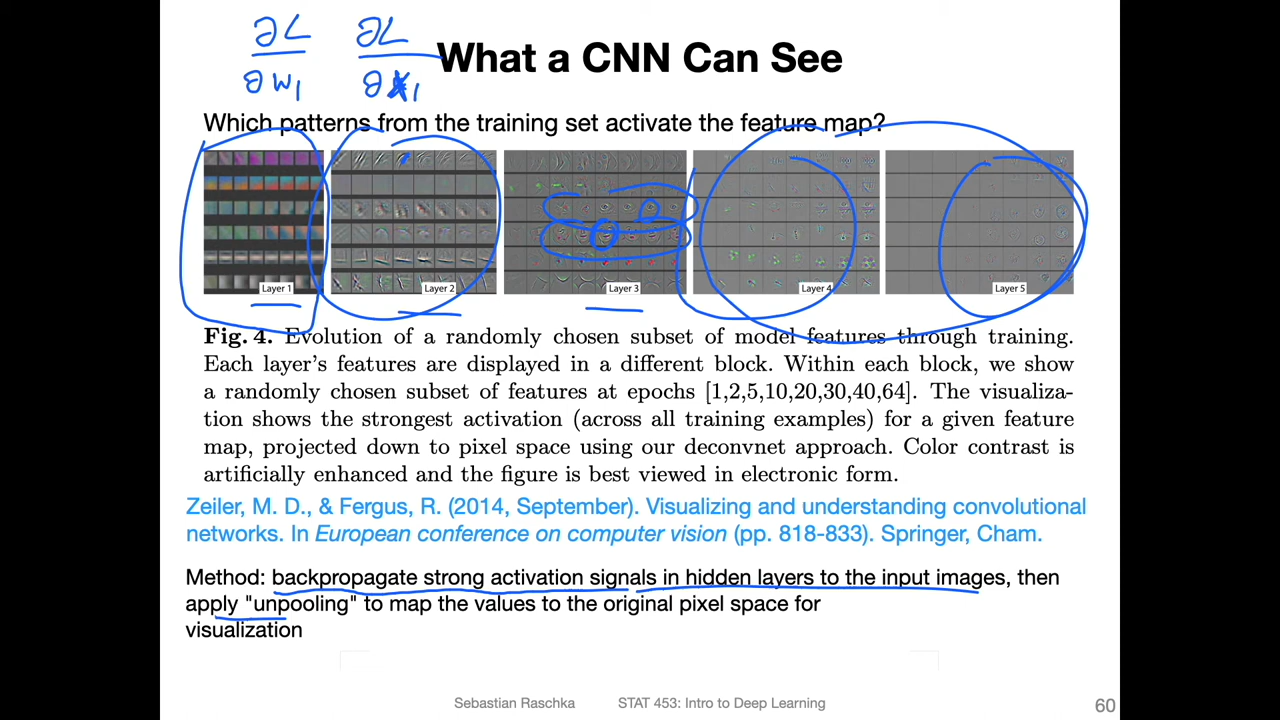 ∂L ∂L
∂w₁ ∂x₁
What a CNN Can See
Which patterns from the training set activate the feature map?
Layer 1 Layer 2 Layer 3 Layer 4 Layer 5
Fig. 4. Evolution of a randomly chosen subset of model features through training.
Each layer’s features are displayed in a different block. Within each block, we show
a randomly chosen subset of features at epochs [1,2,5,10,20,30,40,64]. The visualiza-
tion shows the strongest activation (across all training examples) for a given feature
map, projected down to pixel space using our deconvnet approach. Color contrast is
artificially enhanced and the figure is best viewed in electronic form.
Zeiler, M. D., & Fergus, R. (2014, September). Visualizing and understanding convolutional
networks. In European conference on computer vision (pp. 818-833). Springer, Cham.
Method: backpropagate strong activation signals in hidden layers to the input images, then
apply "unpooling" to map the values to the original pixel space for
visualization
Sebastian Raschka STAT 453: Intro to Deep Learning 60